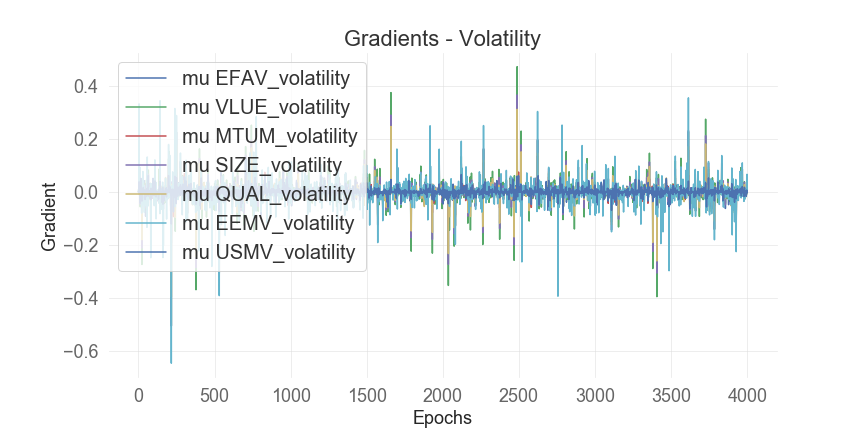 Gradients - Volatility
mu EFAV_volatility
mu VLUE_volatility
mu MTUM_volatility
mu SIZE_volatility
mu QUAL_volatility
mu EEMV_volatility
mu USMV_volatility
Gradient
0.4
0.2
0.0
−0.2
−0.4
−0.6
0 500 1000 1500 2000 2500 3000 3500 4000
Epochs